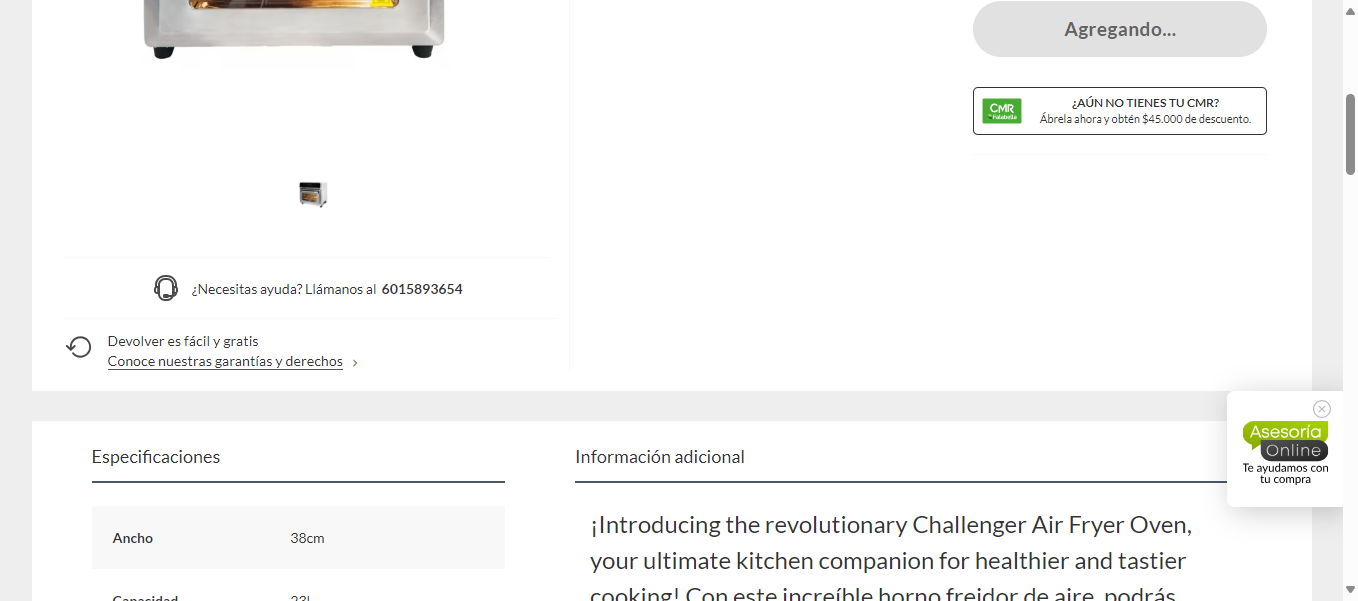 Agregando...
CMR
Falabella
¿AÚN NO TIENES TU CMR?
Ábrela ahora y obtén $45.000 de descuento.
¿Necesitas ayuda? Llámanos al 6015893654
Devolver es fácil y gratis
Conoce nuestras garantías y derechos
Asesoría
Online
Te ayudamos con
tu compra
Especificaciones
Ancho 38cm
Capacidad 23L
Información adicional
¡Introducing the revolutionary Challenger Air Fryer Oven,
your ultimate kitchen companion for healthier and tastier
cooking! Con este increíble horno freidor de aire, podrás